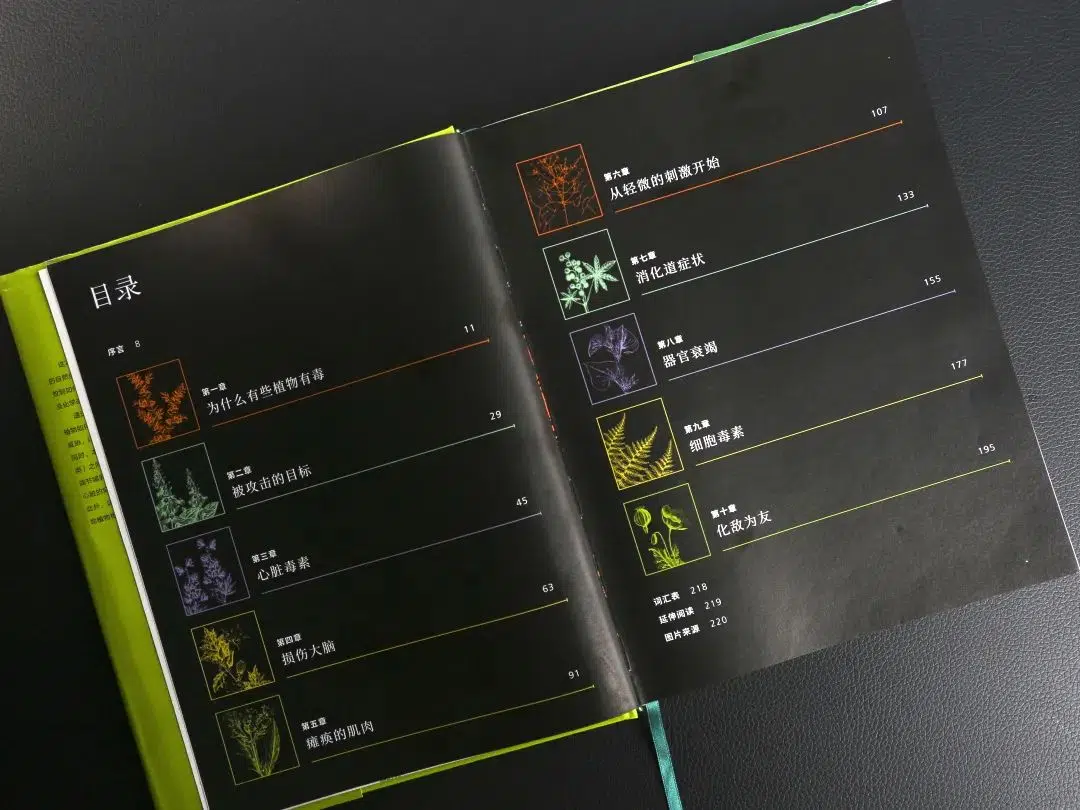 目录
序言 8
第一章
为什么有些植物有毒
11
第二章
被攻击的目标
29
第三章
心脏毒素
45
第四章
损伤大脑
63
第五章
瘫痪的肌肉
91
第六章
从轻微的刺激开始
107
第七章
消化道症状
133
第八章
器官衰竭
155
第九章
细胞毒素
177
第十章
化敌为友
195
词汇表 218
延伸阅读 219
图片来源 220